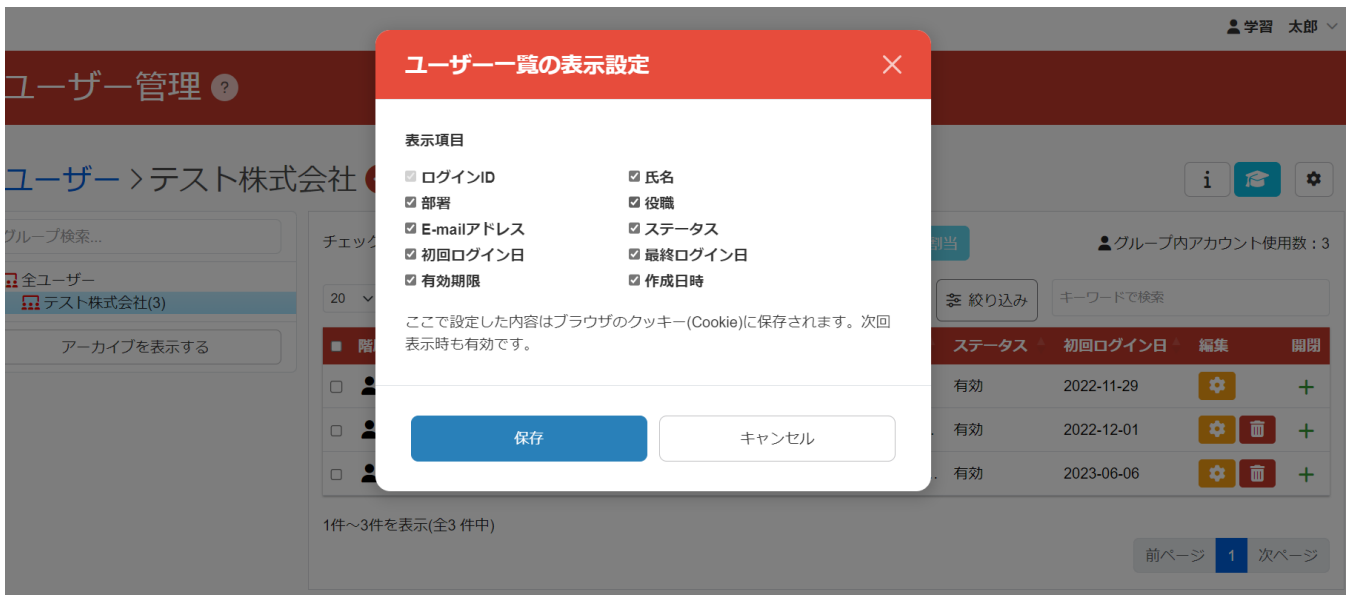 学習 太郎
ユーザー管理 ?
ユーザー一覧の表示設定
表示項目
ログインID
氏名
部署
役職
E-mailアドレス
ステータス
初回ログイン日
最終ログイン日
有効期限
作成日時
ここで設定した内容はブラウザのクッキー(Cookie)に保存されます。次回
表示時も有効です。
保存
キャンセル
ユーザー > テスト株式会社
i
グループ検索...
全ユーザー
テスト株式会社(3)
アーカイブを表示する
チェック
割当
グループ内アカウント使用数：3
20
絞り込み
キーワードで検索
ステータス 初回ログイン日 編集 開閉
有効 2022-11-29
有効 2022-12-01
有効 2023-06-06
1件～3件を表示(全3 件中)
前ページ 1 次ページ